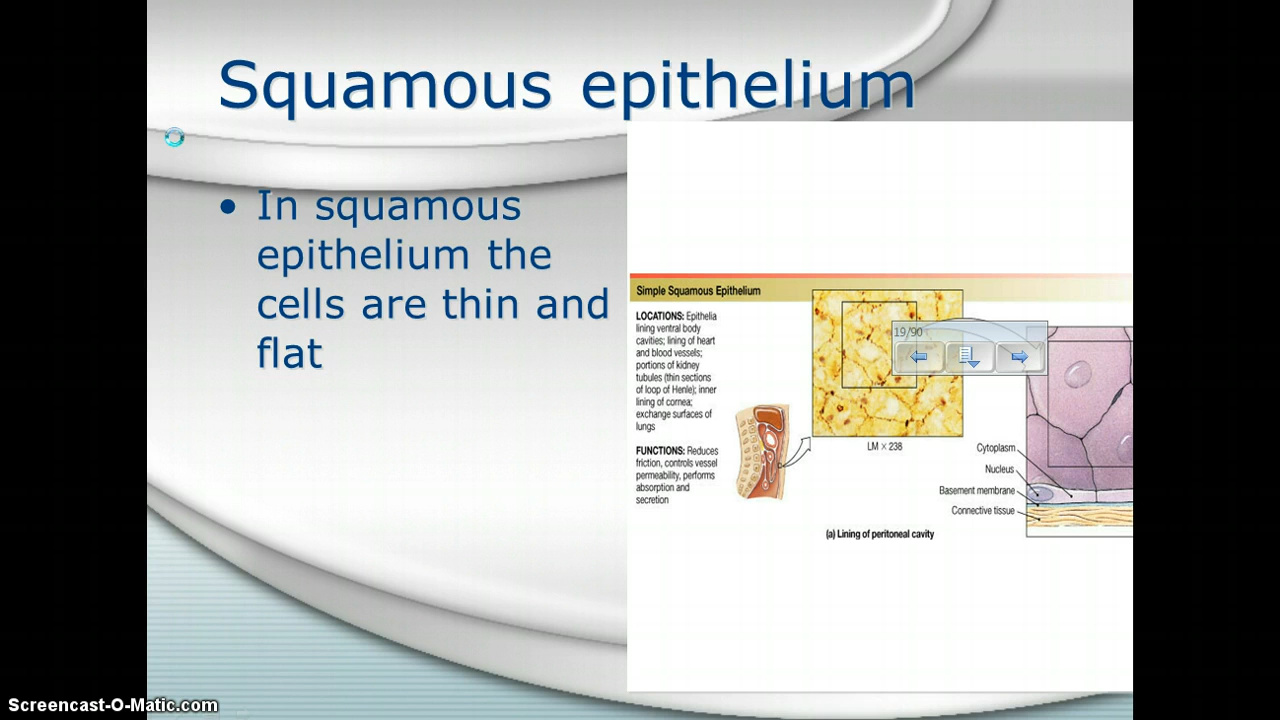 Squamous epithelium
• In squamous
epithelium the
cells are thin and
flat
Simple Squamous Epithelium
LOCATIONS: Epithelia
lining ventral body
cavities; lining of heart
and blood vessels;
portions of kidney
tubules (thin sections
of loop of Henle); inner
lining of cornea;
exchange surfaces of
lungs
FUNCTIONS: Reduces
friction, controls vessel
permeability, performs
absorption and
secretion
19/90
LM × 238
Cytoplasm
Nucleus
Basement membrane
Connective tissue
(a) Lining of peritoneal cavity
Screencast-O-Matic.com